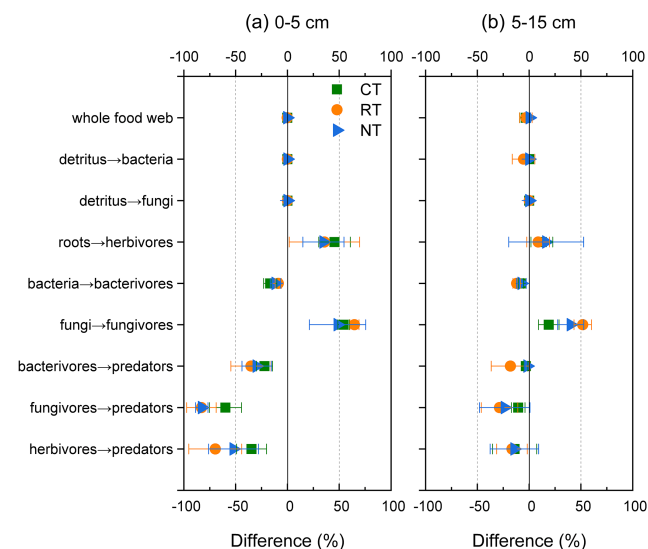 (a) 0-5 cm
(b) 5-15 cm
-100 -50 0 50 100
-100 -50 0 50 100
CT
RT
NT
whole food web
detritus→bacteria
detritus→fungi
roots→herbivores
bacteria→bacterivores
fungi→fungivores
bacterivores→predators
fungivores→predators
herbivores→predators
-100 -50 0 50 100
-100 -50 0 50 100
Difference (%)
Difference (%)